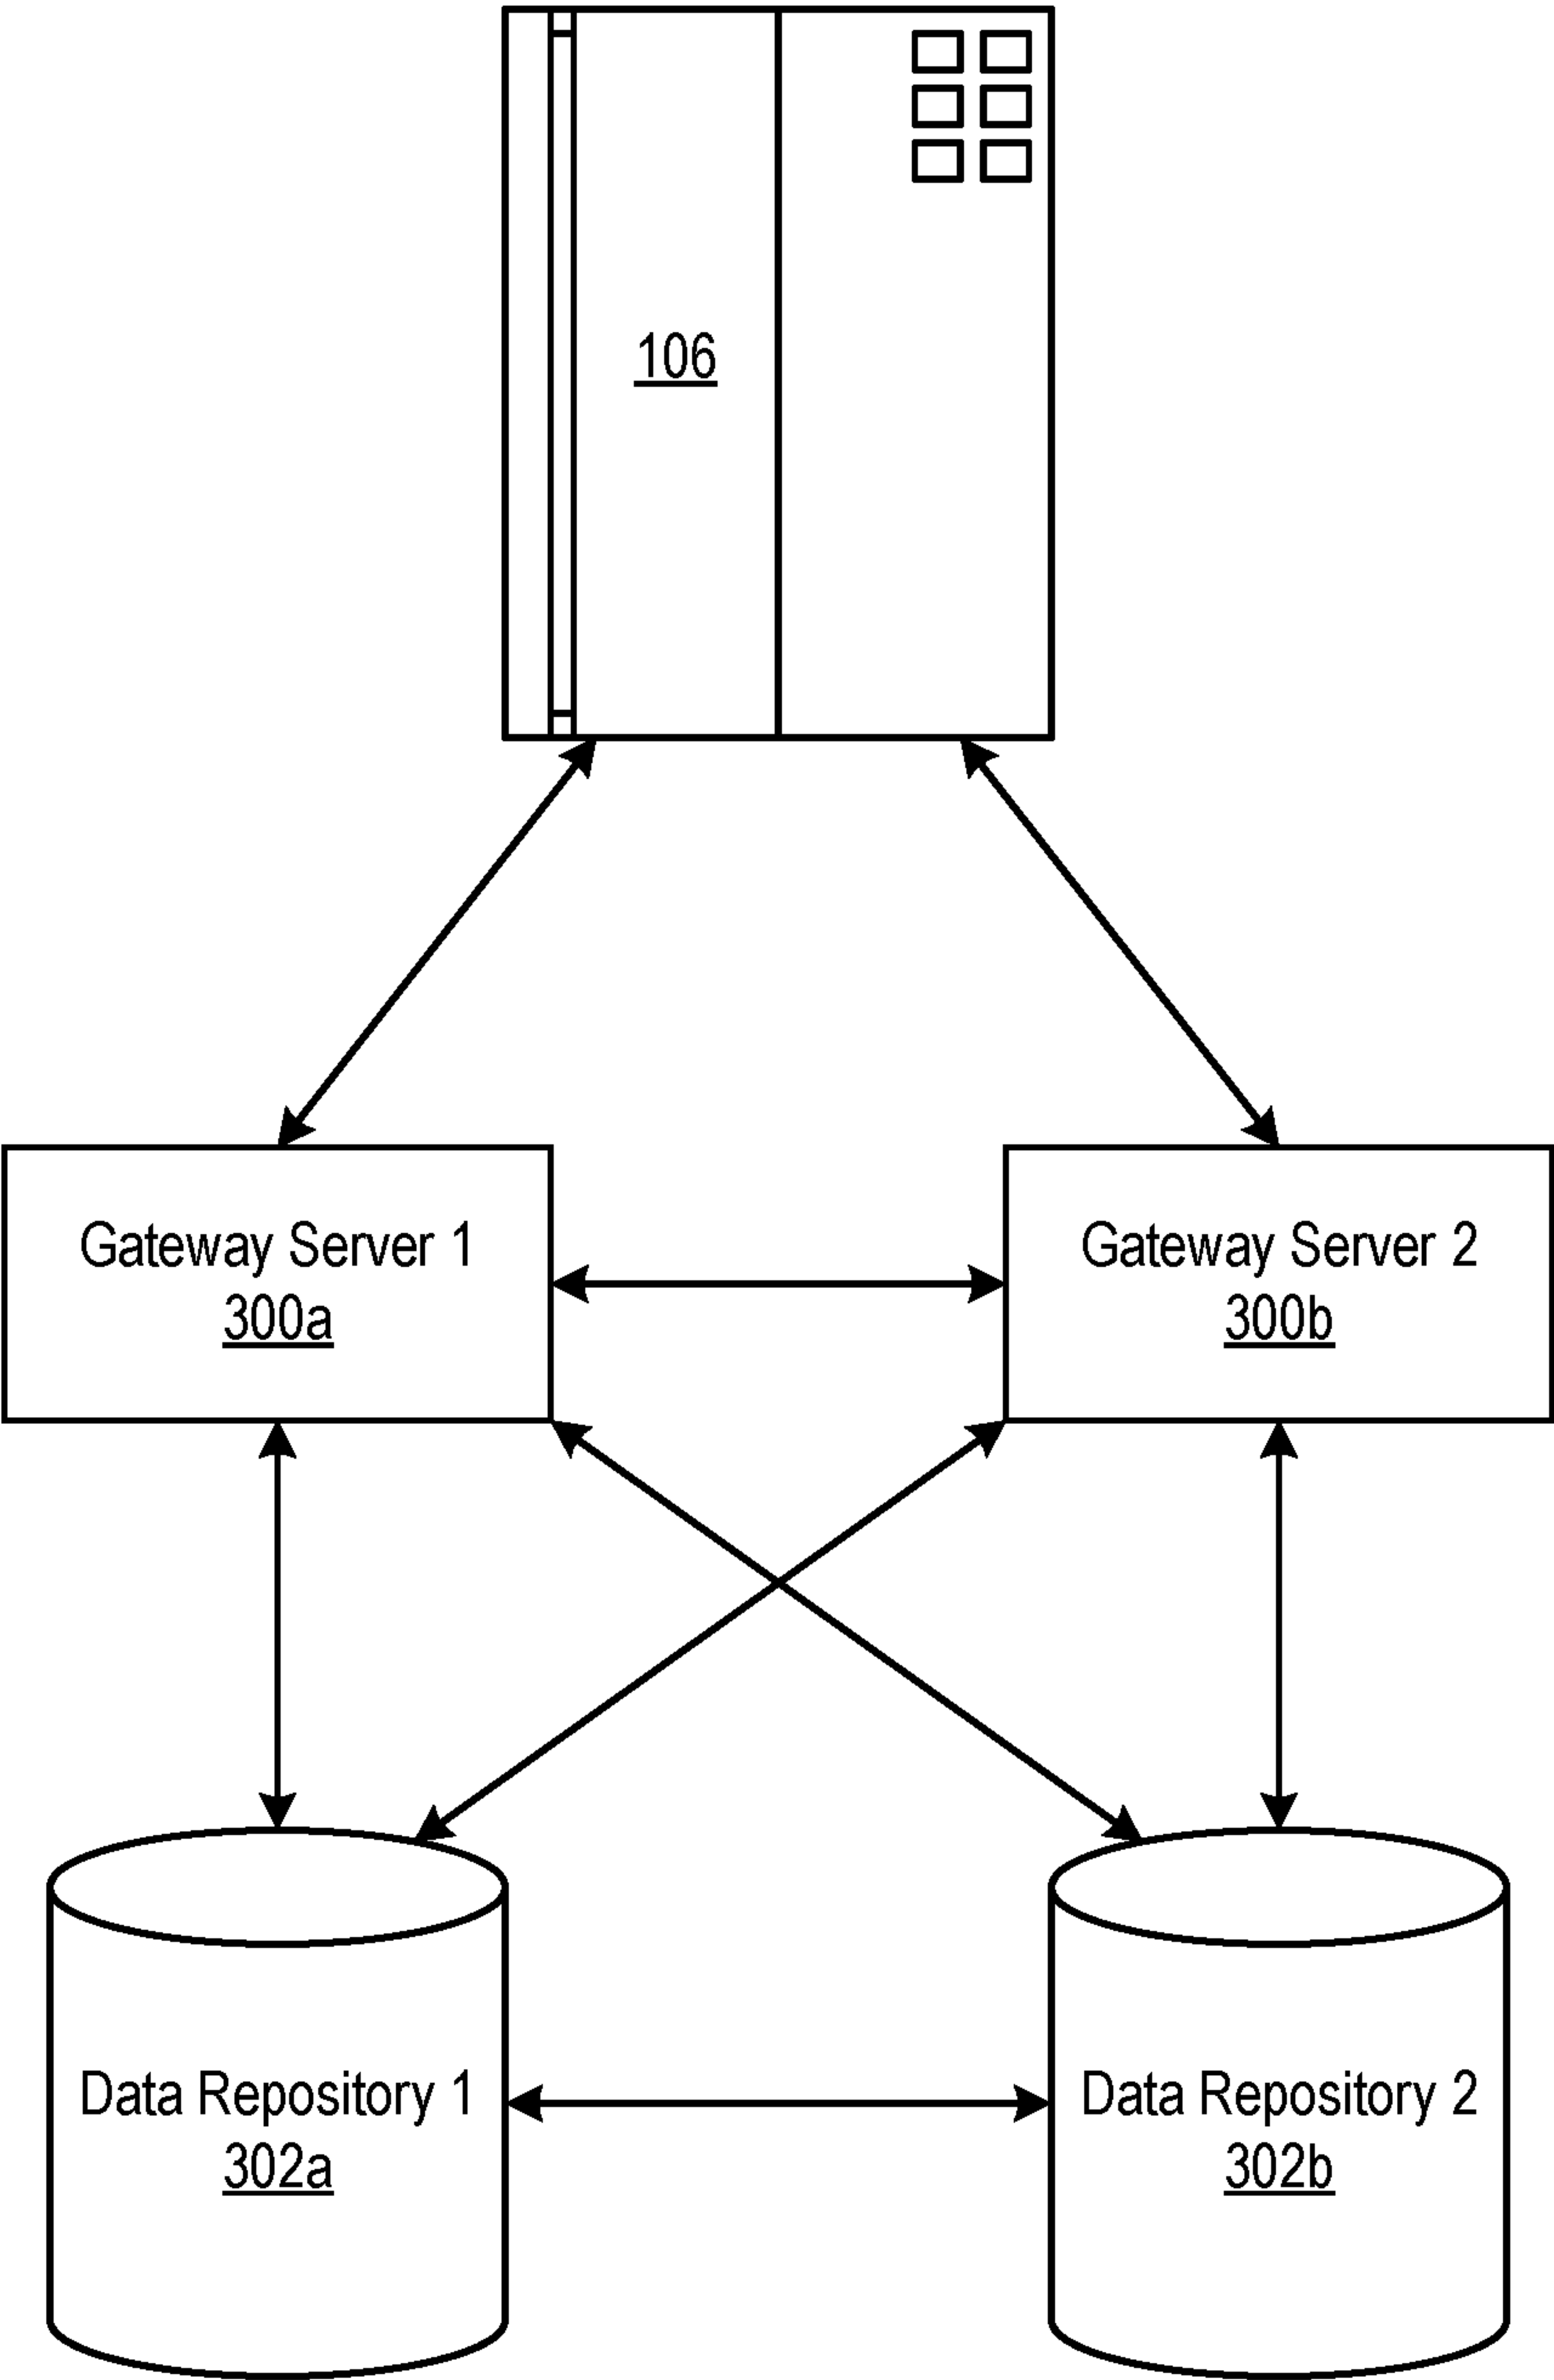 106
Gateway Server 1
300a
Gateway Server 2
300b
Data Repository 1
302a
Data Repository 2
302b